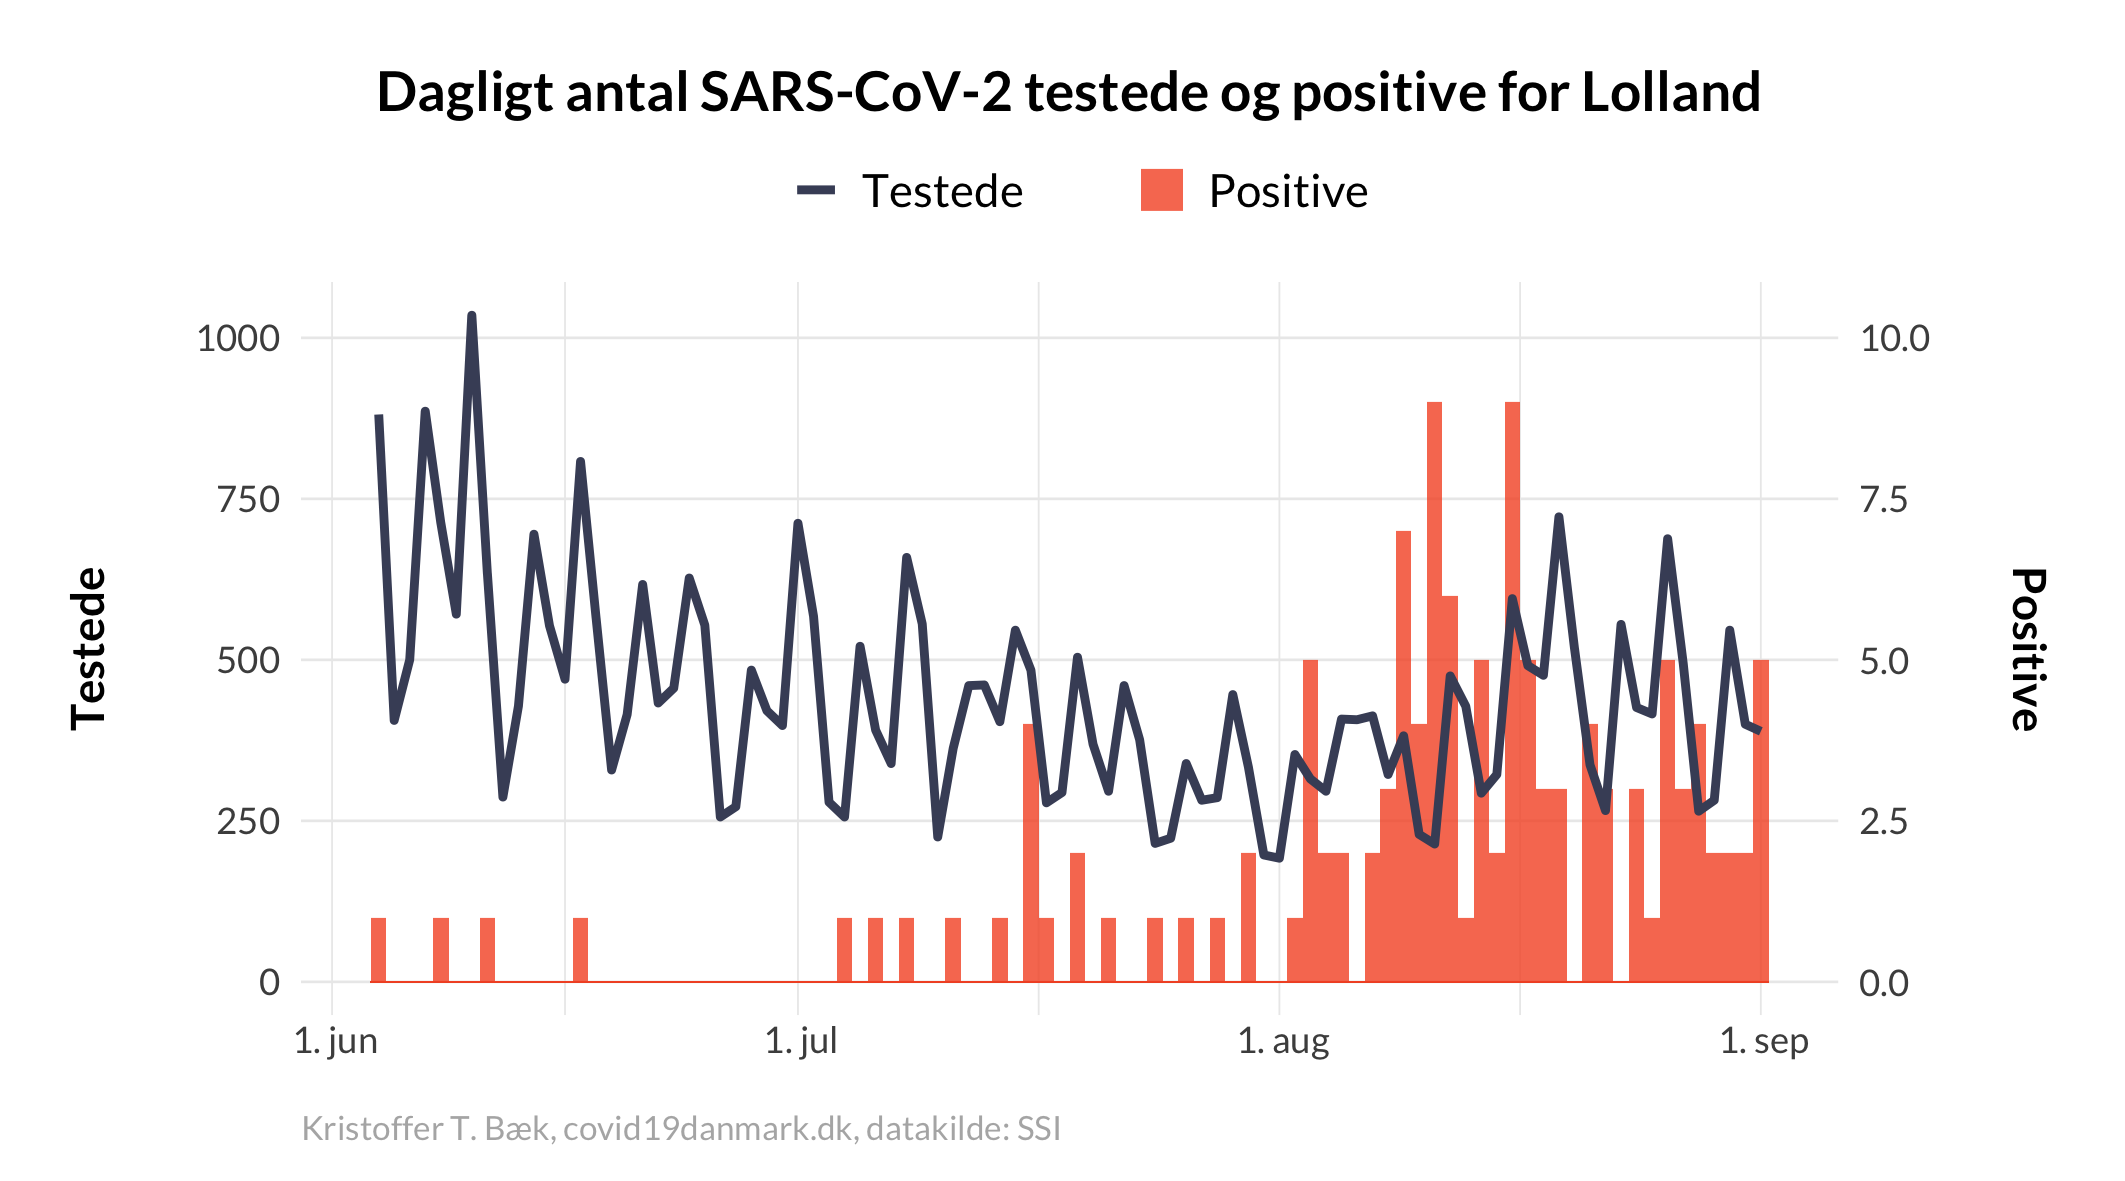 Dagligt antal SARS-CoV-2 testede og positive for Lolland
Testede Positive
1000 10.0
750 7.5
500 5.0
250 2.5
0 0.0
Testede
Positive
1. jun 1. jul 1. aug 1. sep
Kristoffer T. Bæk, covid19danmark.dk, datakilde: SSI